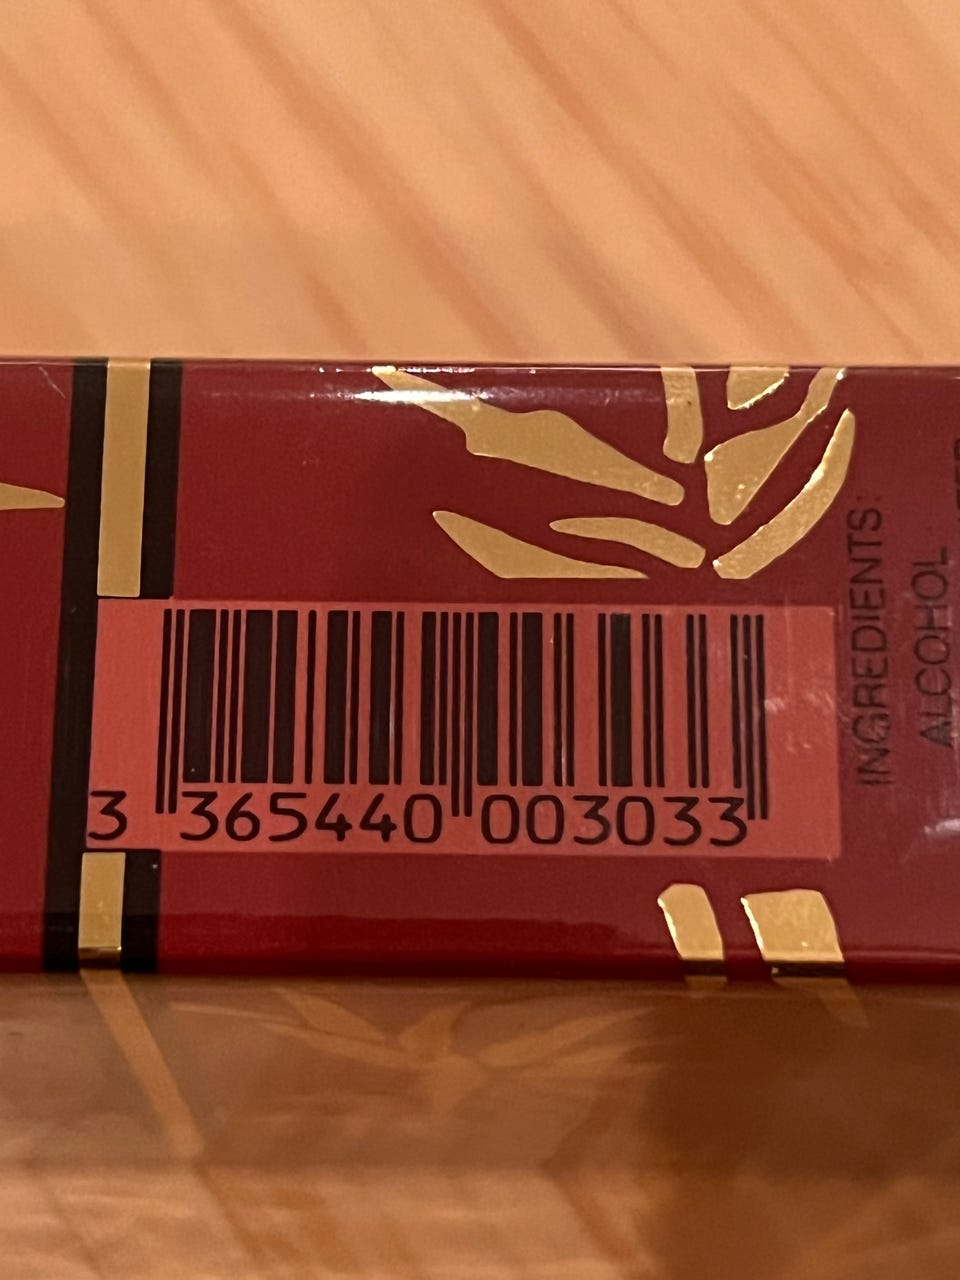 3 365440 003033
INGREDIENTS:
ALCOHOL